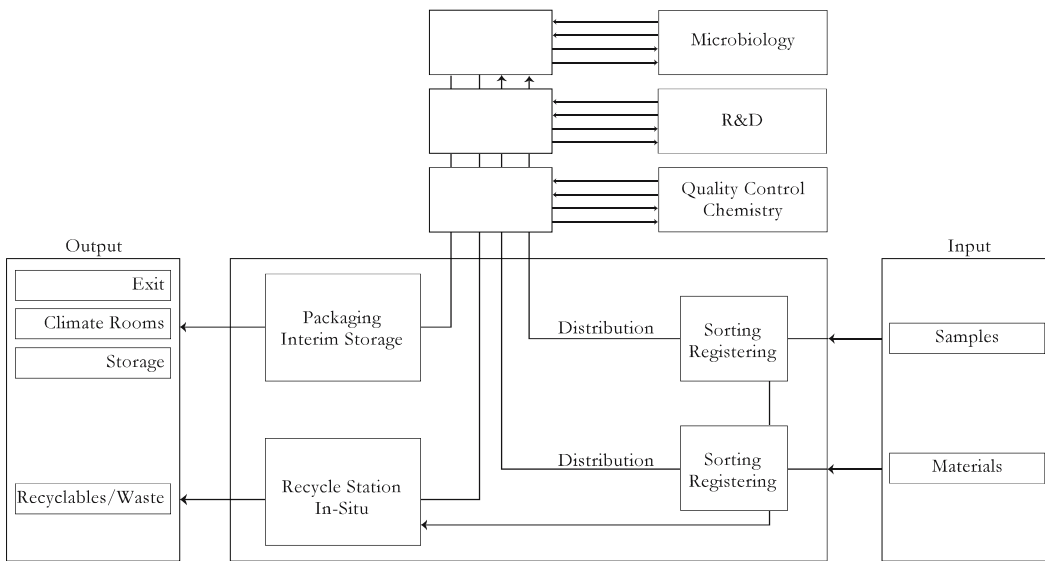 Microbiology
R&D
Quality Control
Chemistry
Output
Input
Exit
Climate Rooms
Storage
Recyclables/Waste
Packaging
Interim Storage
Recycle Station
In-Situ
Distribution
Sorting
Registering
Distribution
Sorting
Registering
Samples
Materials